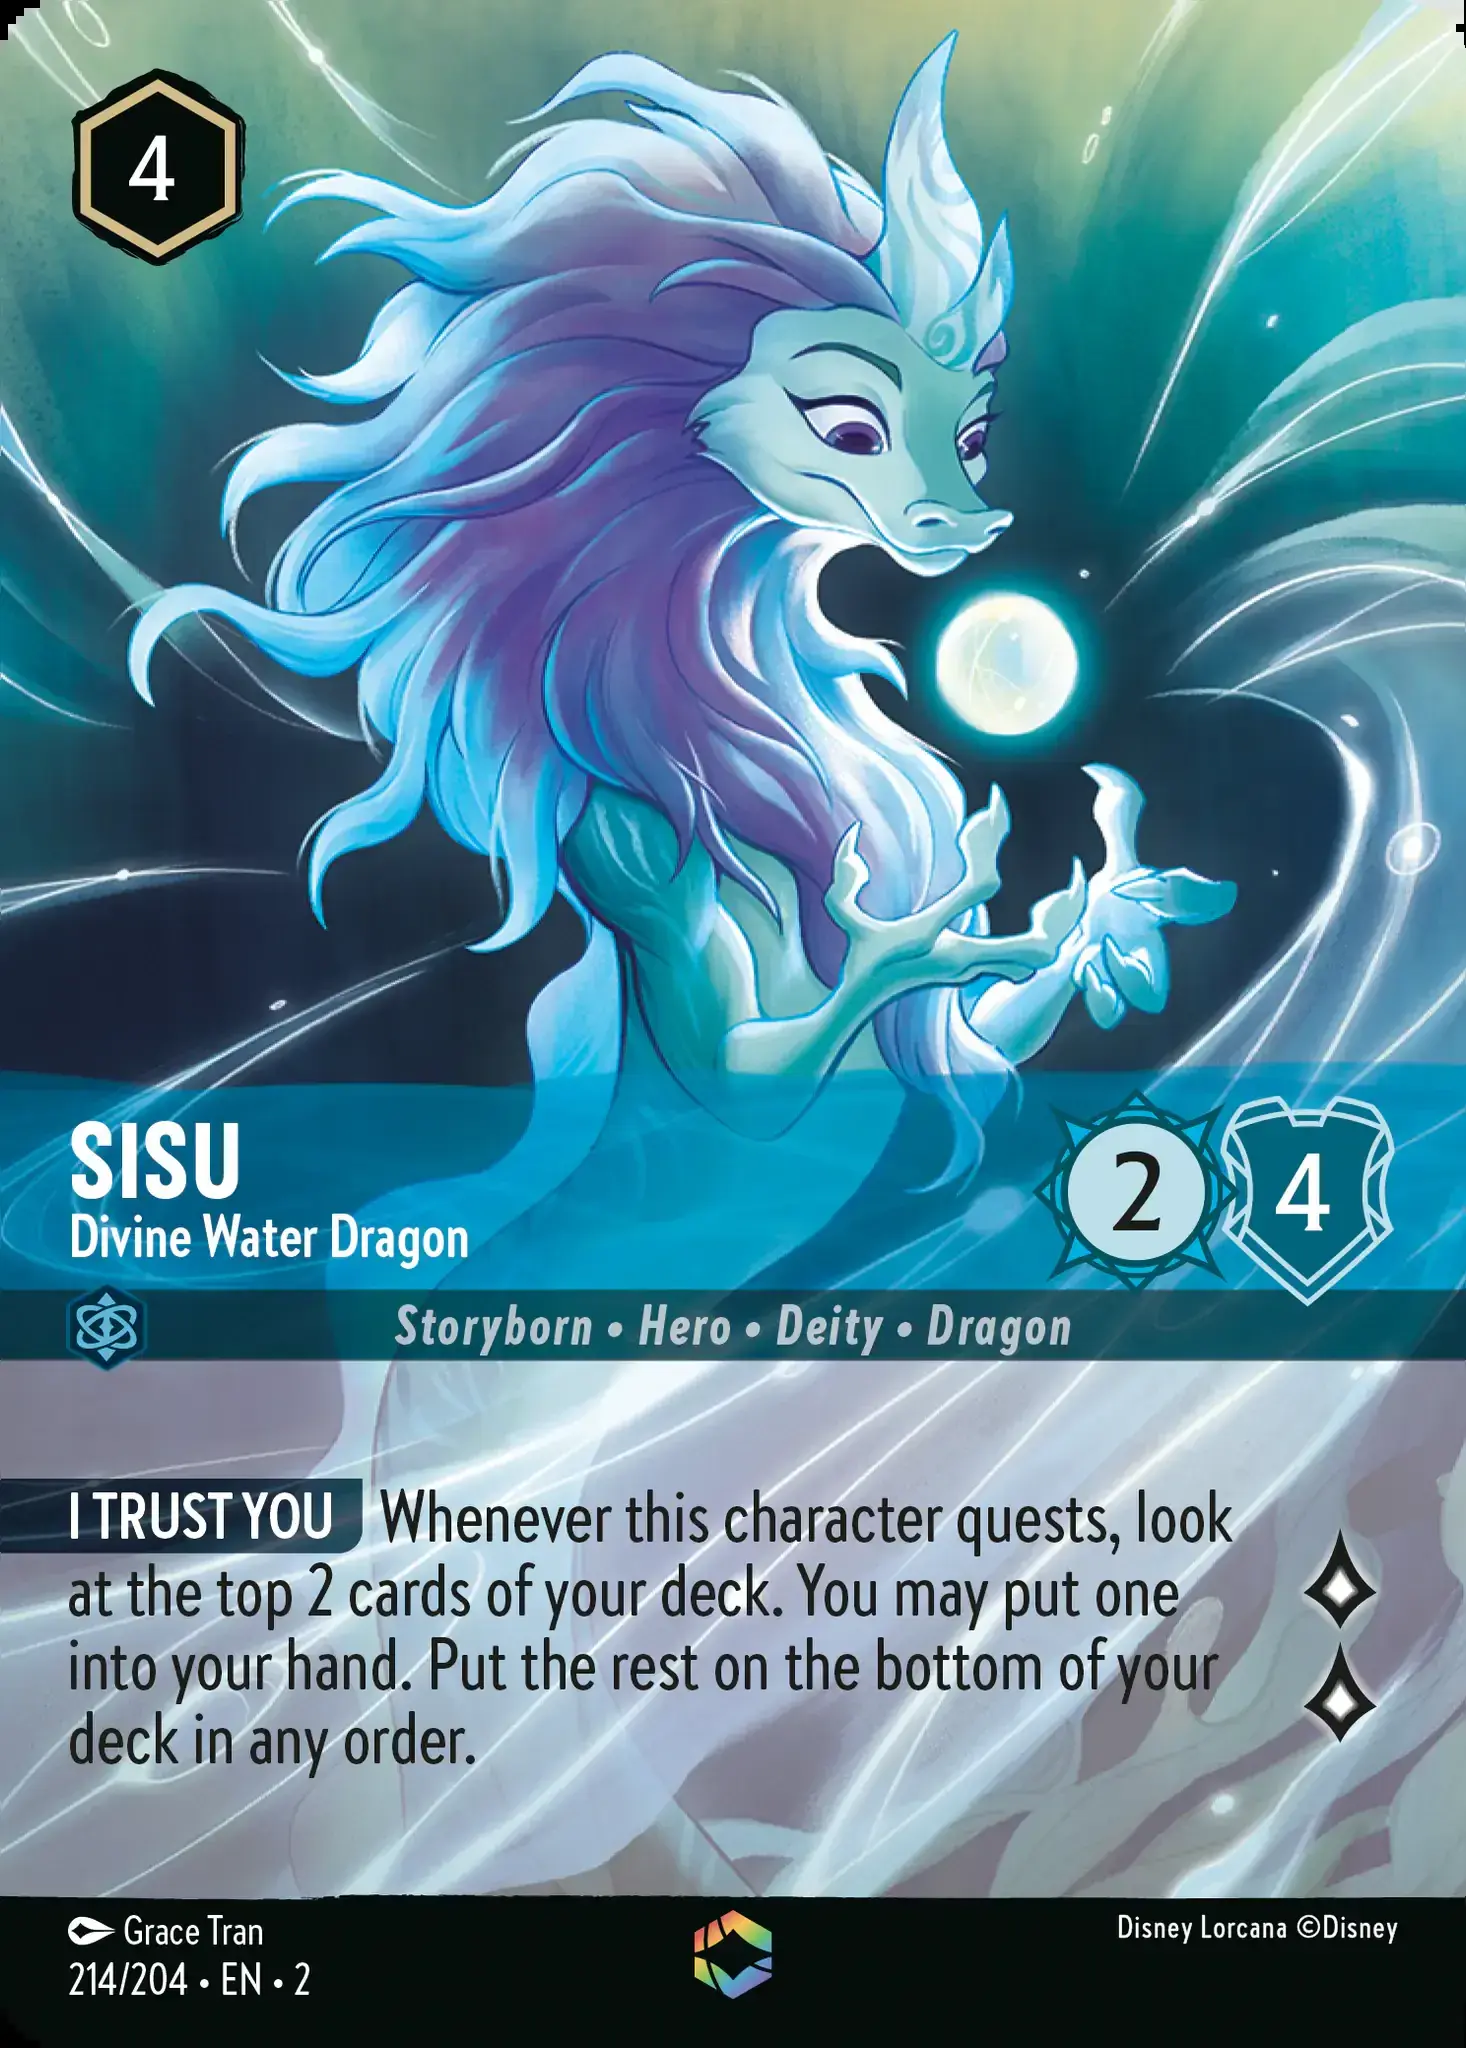 4
SISU
Divine Water Dragon
2
4
Storyborn • Hero • Deity • Dragon
I TRUST YOU Whenever this character quests, look
at the top 2 cards of your deck. You may put one
into your hand. Put the rest on the bottom of your
deck in any order.
Grace Tran
214/204 • EN • 2
Disney Lorcana ©Disney